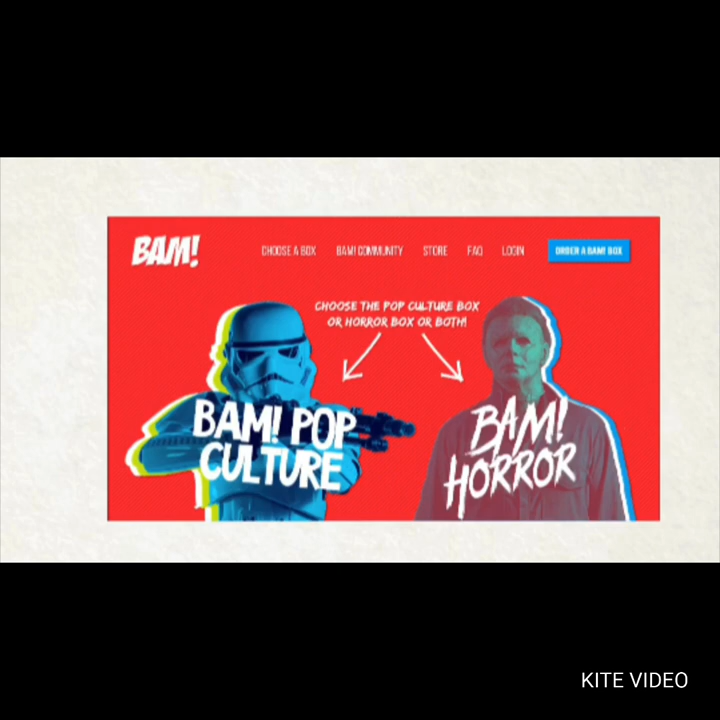 BAM!
CHOOSE A BOX BAM! COMMUNITY STORE FAQ LOGIN ORDER A BAM! BOX
CHOOSE THE POP CULTURE BOX
OR HORROR BOX OR BOTH!
BAM! POP
CULTURE
BAM!
HORROR
KITE VIDEO